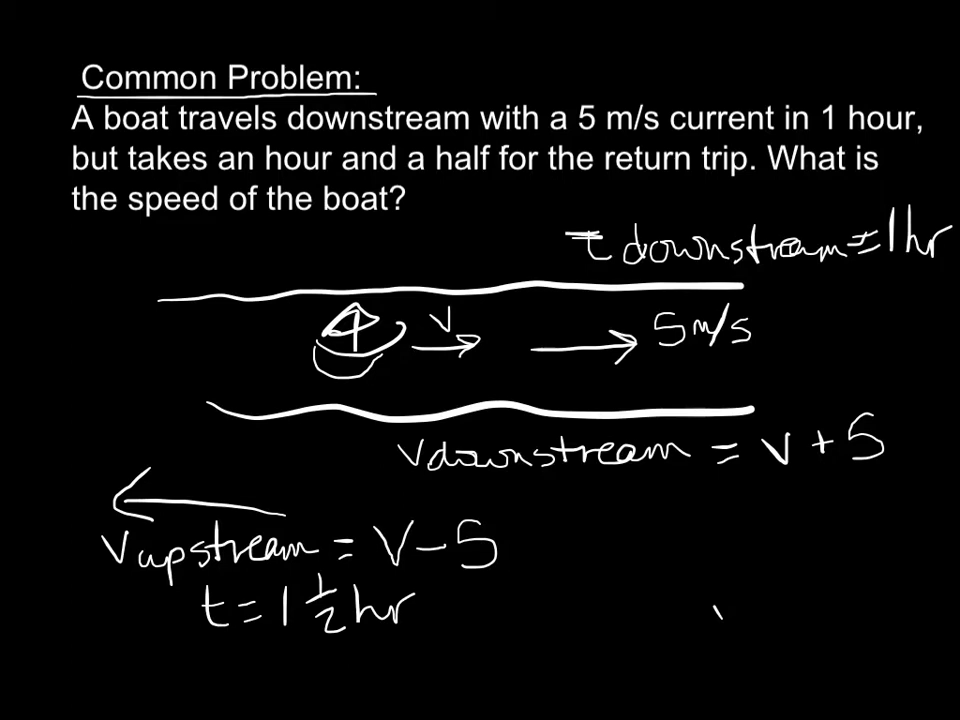 Common Problem:
A boat travels downstream with a 5 m/s current in 1 hour,
but takes an hour and a half for the return trip. What is
the speed of the boat?
t downstream = 1 hr
v
5 m/s
v downstream = v + 5
v upstream = v - 5
t = 1 1/2 hr